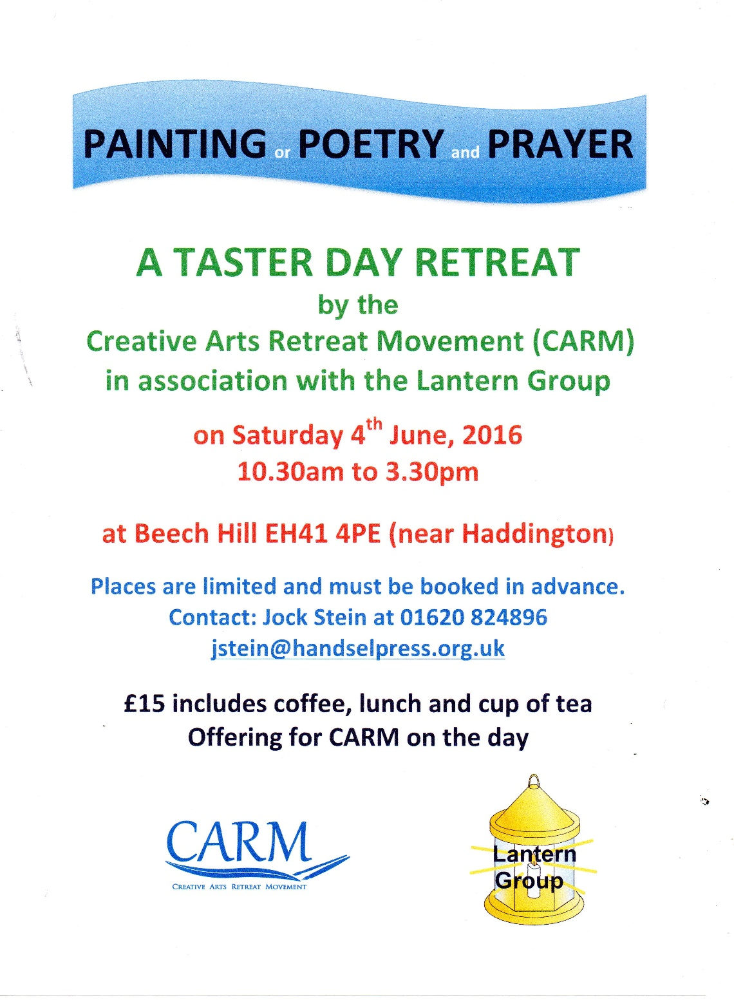 PAINTING or POETRY and PRAYER
A TASTER DAY RETREAT
by the
Creative Arts Retreat Movement (CARM)
in association with the Lantern Group
on Saturday 4th June, 2016
10.30am to 3.30pm
at Beech Hill EH41 4PE (near Haddington)
Places are limited and must be booked in advance.
Contact: Jock Stein at 01620 824896
jstein@handselpress.org.uk
£15 includes coffee, lunch and cup of tea
Offering for CARM on the day
CARM
CREATIVE ARTS RETREAT MOVEMENT
Lantern
Group